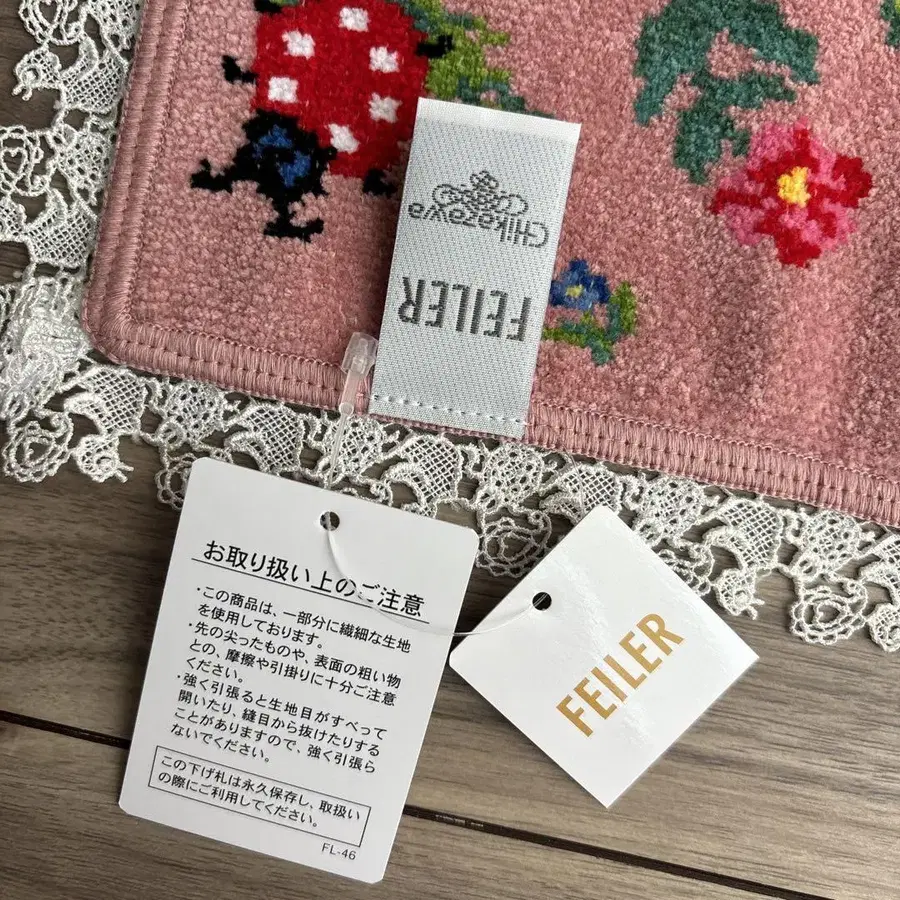 CHikaTOYA
FEILER
お取り扱い上のご注意
・この商品は、一部分に繊細な生地
を使用しております。
・先の尖ったものや、表面の粗い物
との、摩擦や引掛りに十分ご注意
ください。
・強く引張ると生地目がすべって
開いたり、縫目から抜けたりする
ことがありますので、強く引張ら
ないでください。
この下げ札は永久保存し、取扱い
の際にご利用してください。
FL-46
FEILER